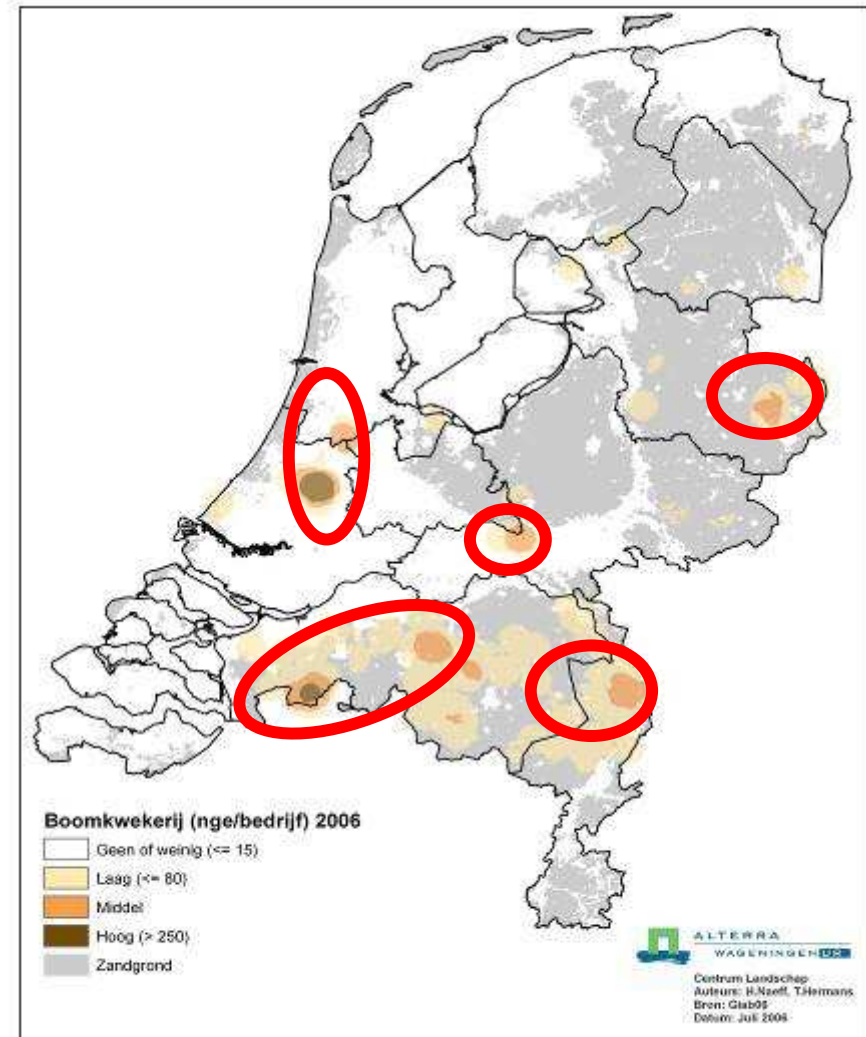 Boomkwekerij (nge/bedrijf) 2006
Geen of weinig (<= 15)
Laag (<= 80)
Middel
Hoog (> 250)
Zandgrond
ALTERRA
WAGENINGEN UR
Centrum Landschap
Auteurs: H.Naeff, T.Hermans
Bron: Giab06
Datum: Juli 2006